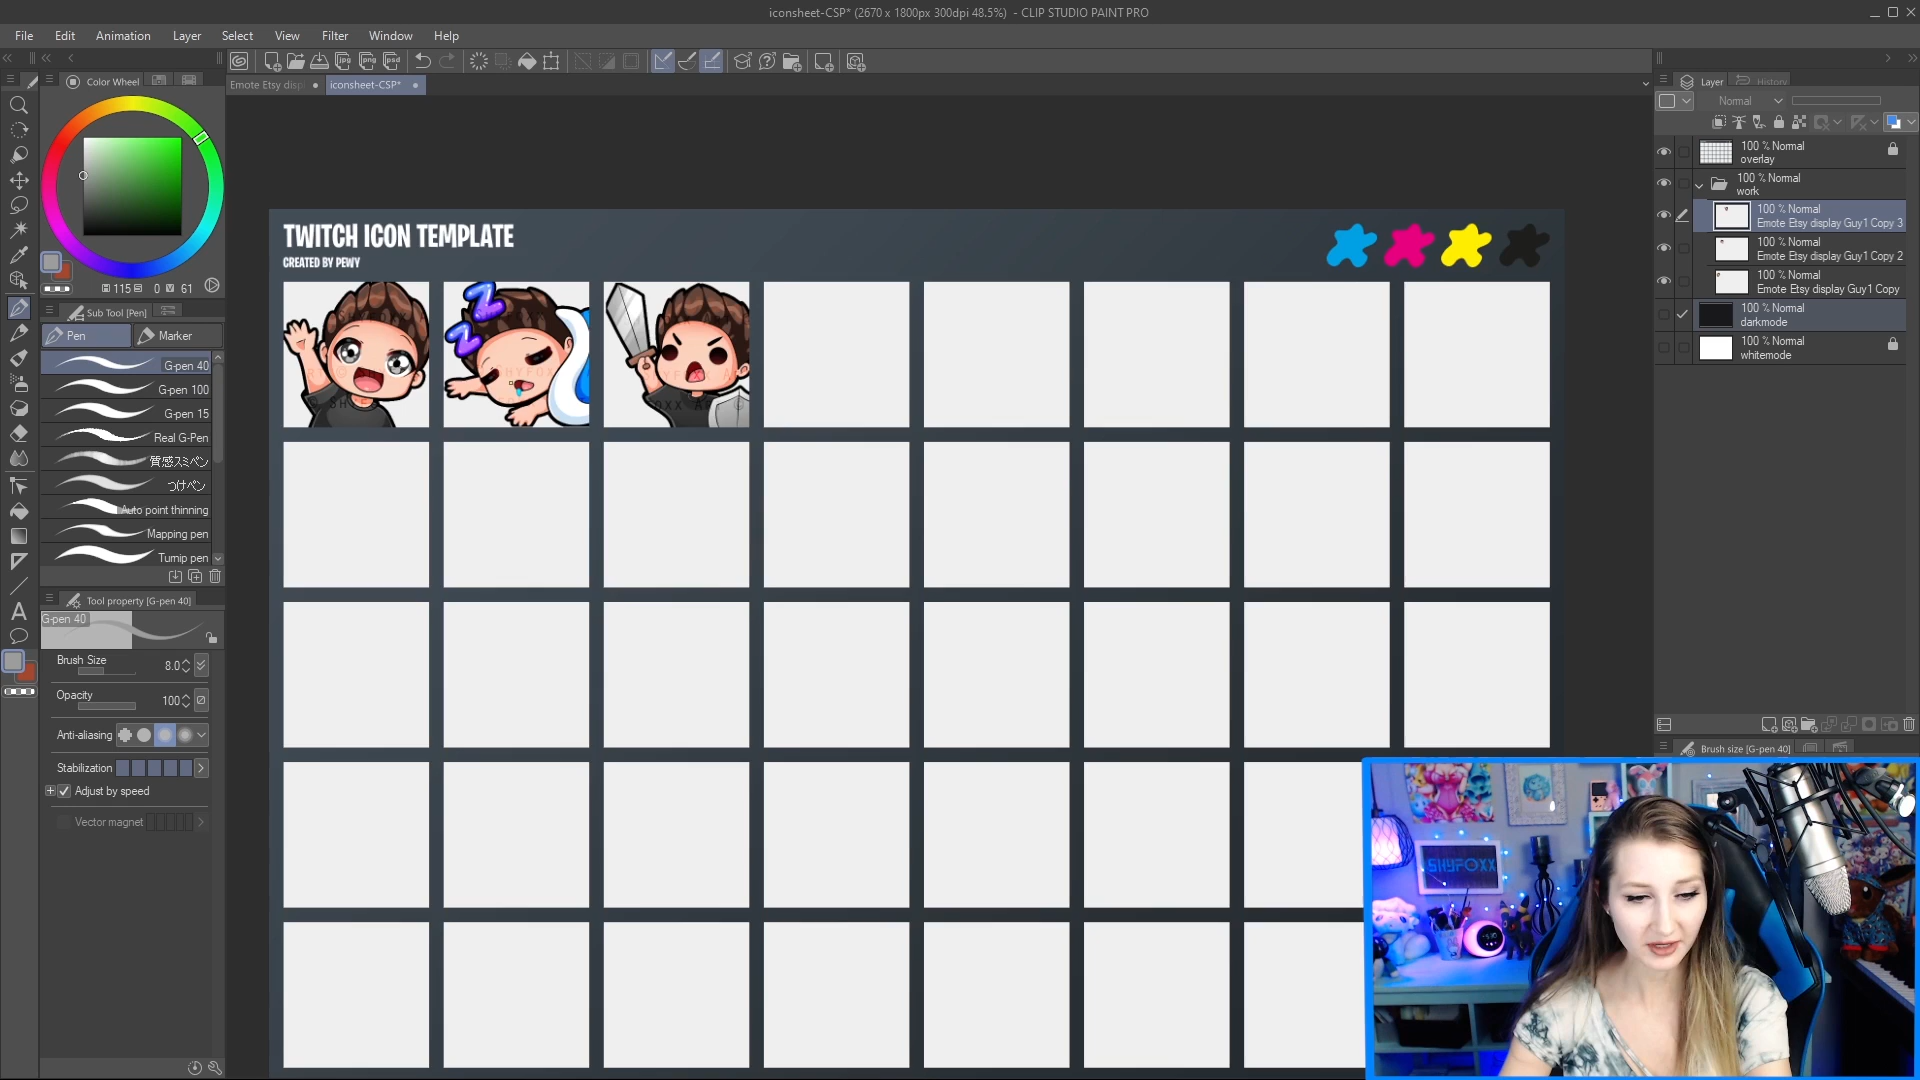 iconsheet-CSP* (2670 x 1800px 300dpi 48.5%) - CLIP STUDIO PAINT PRO
File Edit Animation Layer Select View Filter Window Help
Emote Etsy disp
iconsheet-CSP*
Color Wheel
115 0 V 61
Sub Tool [Pen]
Pen
Marker
G-pen 40
G-pen 100
G-pen 15
Real G-Pen
質感スミペン
つけペン
Auto point thinning
Mapping pen
Turnip pen
Tool property [G-pen 40]
G-pen 40
Brush Size 8.0
Opacity 100
Anti-aliasing
Stabilization
Adjust by speed
Vector magnet
TWITCH ICON TEMPLATE
CREATED BY PEWY
Layer
History
Normal
100 % Normal
overlay
100 % Normal
work
100 % Normal
Emote Etsy display Guy1 Copy 3
100 % Normal
Emote Etsy display Guy1 Copy 2
100 % Normal
Emote Etsy display Guy1 Copy
100 % Normal
darkmode
100 % Normal
whitemode
Brush size [G-pen 40]
SHYFOXX